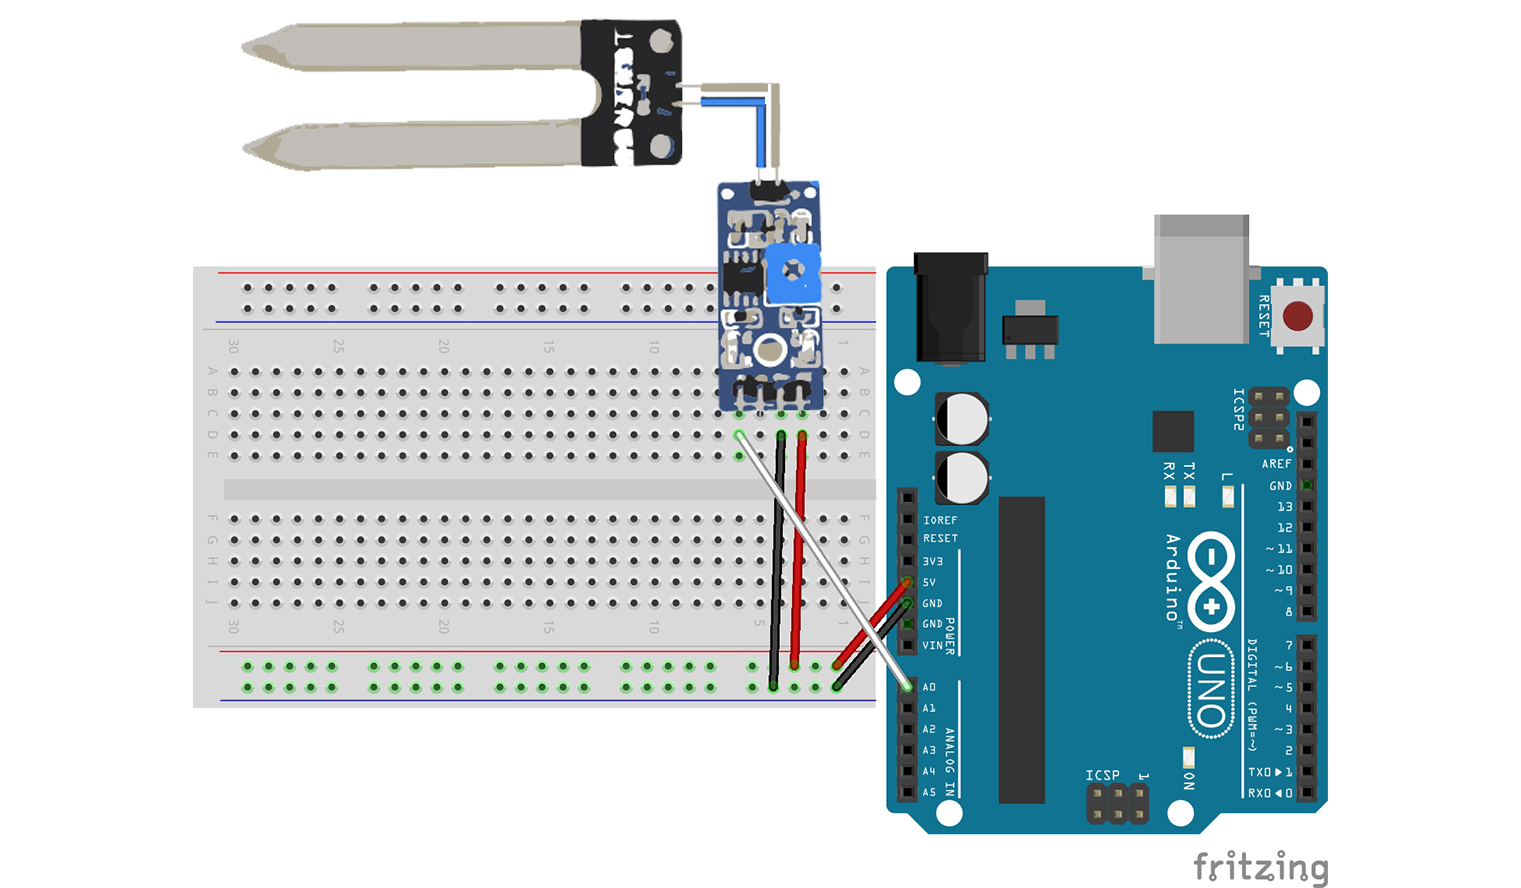 RESET
ICSP2
30 25 20 15 10 1
A A
B B
C C
D D
E E
RX TX L
AREF
GND
13
12
~11
~10
~9
8
IOREF
RESET
3V3
5V
GND
GND
VIN
POWER
Arduino™
F F
G G
H H
I I
J J
30 25 20 15 10 5 1
UNO
DIGITAL (PWM=~)
7
~6
~5
4
~3
2
TX0▶1
RX0◀0
A0
A1
A2
A3
A4
A5
ANALOG IN
ICSP 1
ON
fritzing